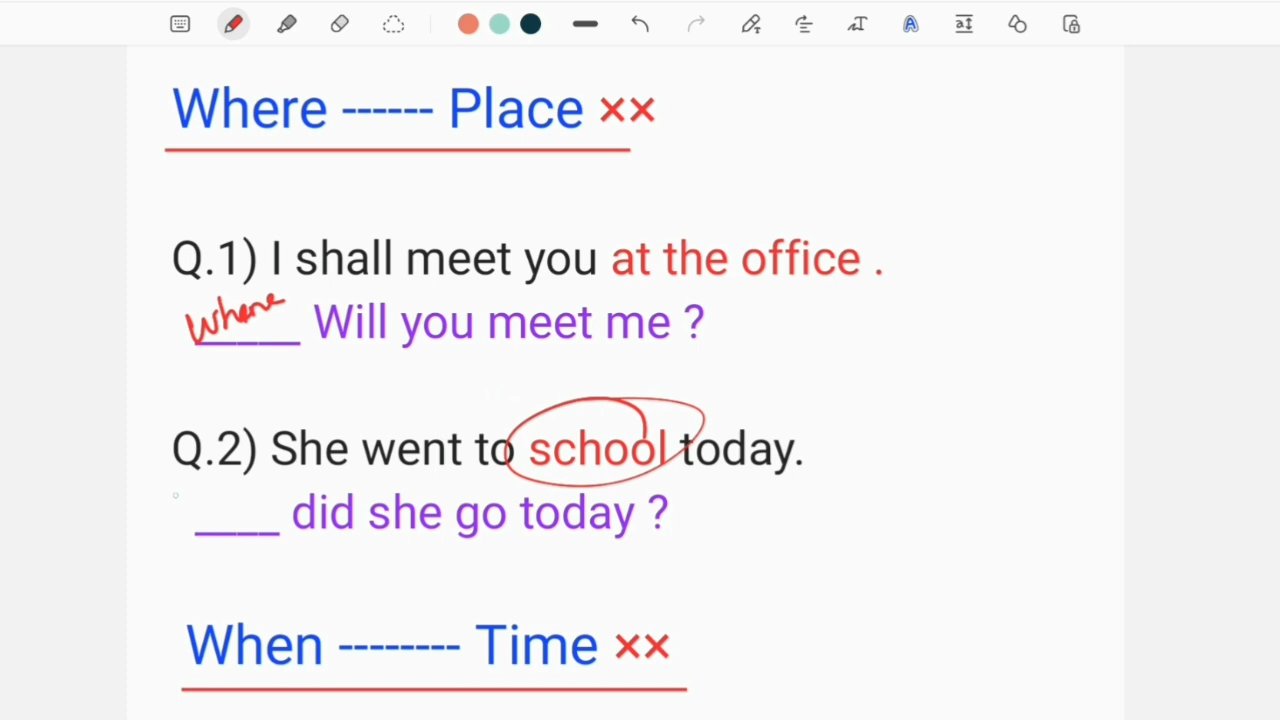 Where ------ Place ××
Q.1) I shall meet you at the office .
where
_____ Will you meet me ?
Q.2) She went to school today.
____ did she go today ?
When -------- Time ××